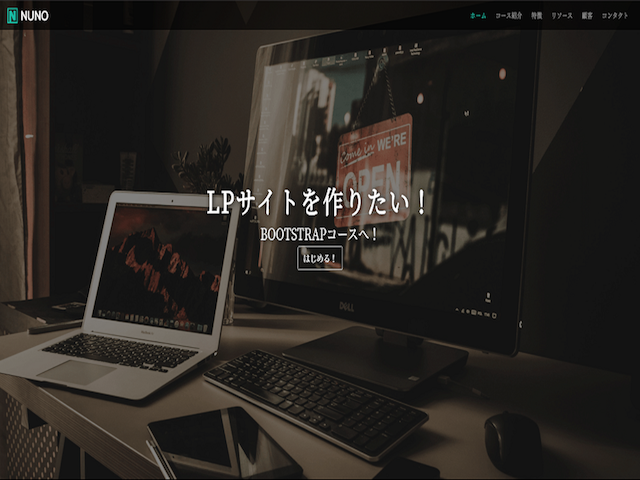 N NUNO
ホーム コース紹介 特徴 リソース 顧客 コンタクト
Come in WE'RE
OPEN
LPサイトを作りたい！
BOOTSTRAPコースへ！
はじめる！
DELL